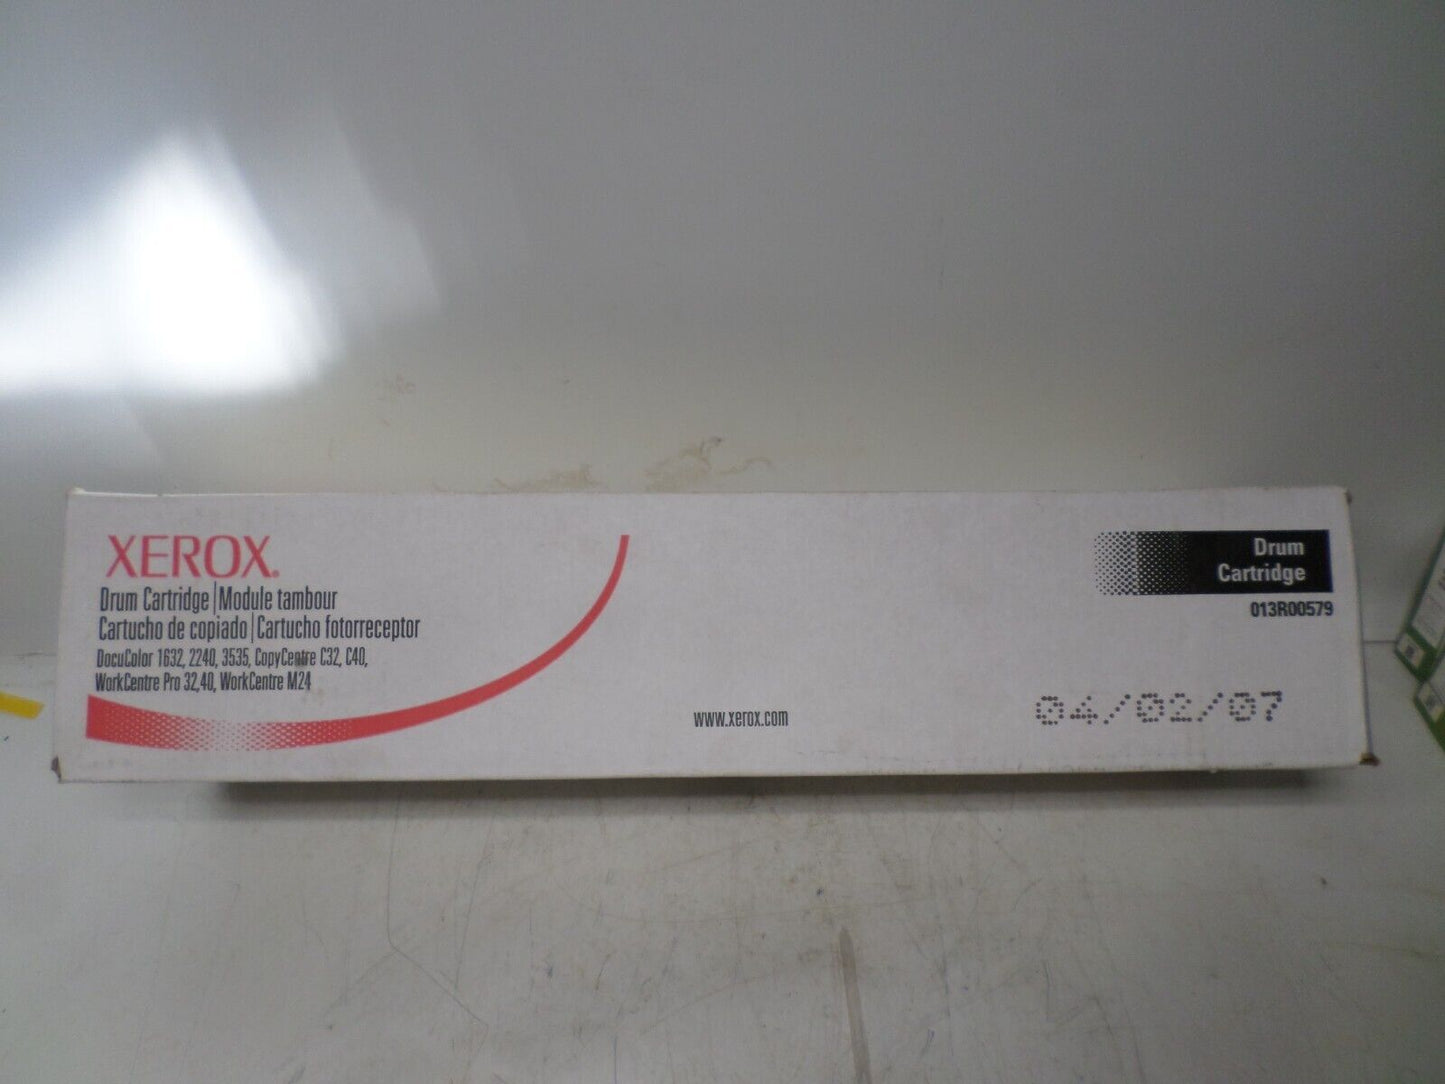 XEROX.
Drum Cartridge | Module tambour
Cartucho de copiado | Cartucho fotorreceptor
DocuColor 1632, 2240, 3535, CopyCentre C32, C40,
WorkCentre Pro 32,40, WorkCentre M24
www.xerox.com
Drum
Cartridge
013R00579
04/02/07